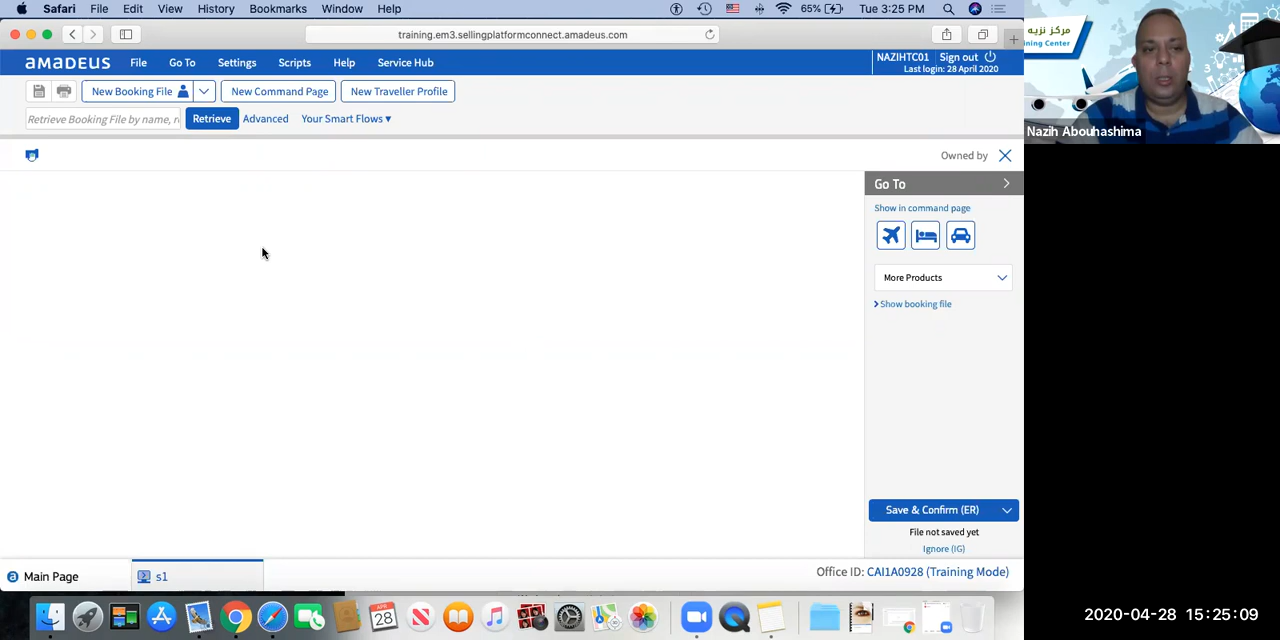 Safari File Edit View History Bookmarks Window Help 65% Tue 3:25 PM
training.em3.sellingplatformconnect.amadeus.com
amadeus File Go To Settings Scripts Help Service Hub NAZIHTC01 Sign out
Last login: 28 April 2020
New Booking File New Command Page New Traveller Profile
Retrieve Booking File by name, r Retrieve Advanced Your Smart Flows
Owned by
Go To
Show in command page
More Products
Show booking file
Save & Confirm (ER)
File not saved yet
Ignore (IG)
Main Page s1 Office ID: CAI1A0928 (Training Mode)
APR
28
مركز نزيه
ining Center
Nazih Abouhashima
2020-04-28 15:25:09